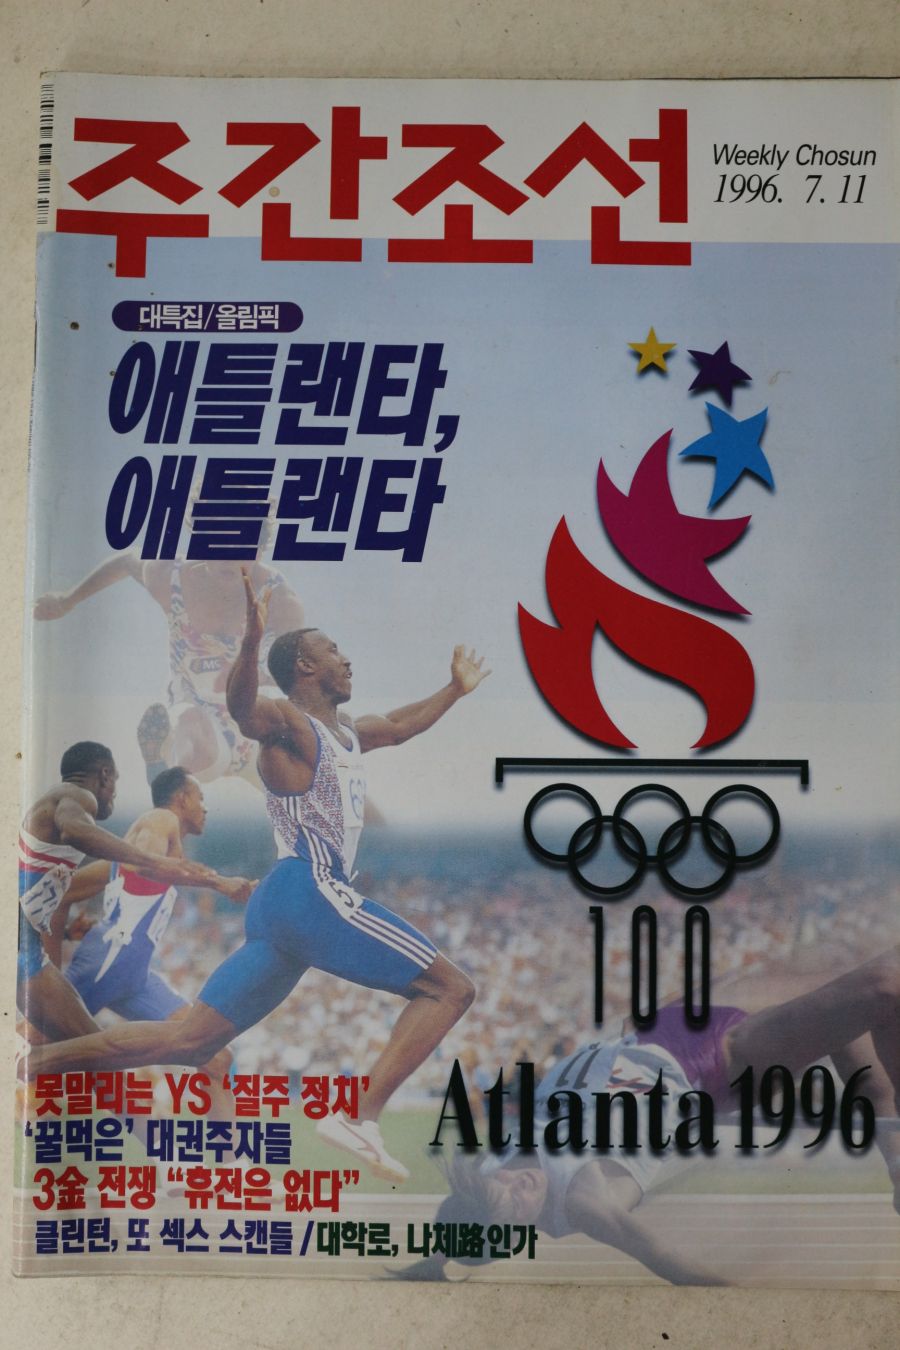 주간조선
Weekly Chosun
1996. 7. 11
대특집/올림픽
애틀랜타,
애틀랜타
100
Atlanta 1996
못말리는 YS ‘질주 정치’
‘꿀먹은’ 대권주자들
3金 전쟁 “휴전은 없다”
클린턴, 또 섹스 스캔들 / 대학로, 나체路인가